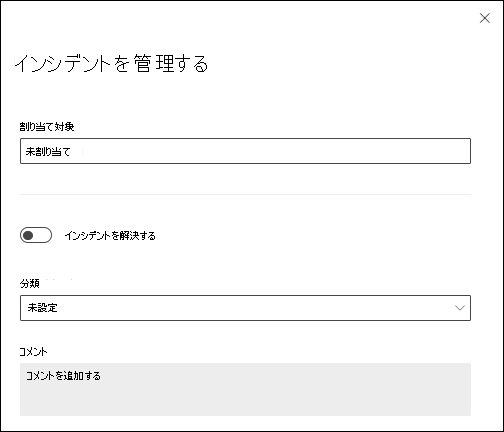 インシデントを管理する
割り当て対象
未割り当て
インシデントを解決する
分類
未設定
コメント
コメントを追加する